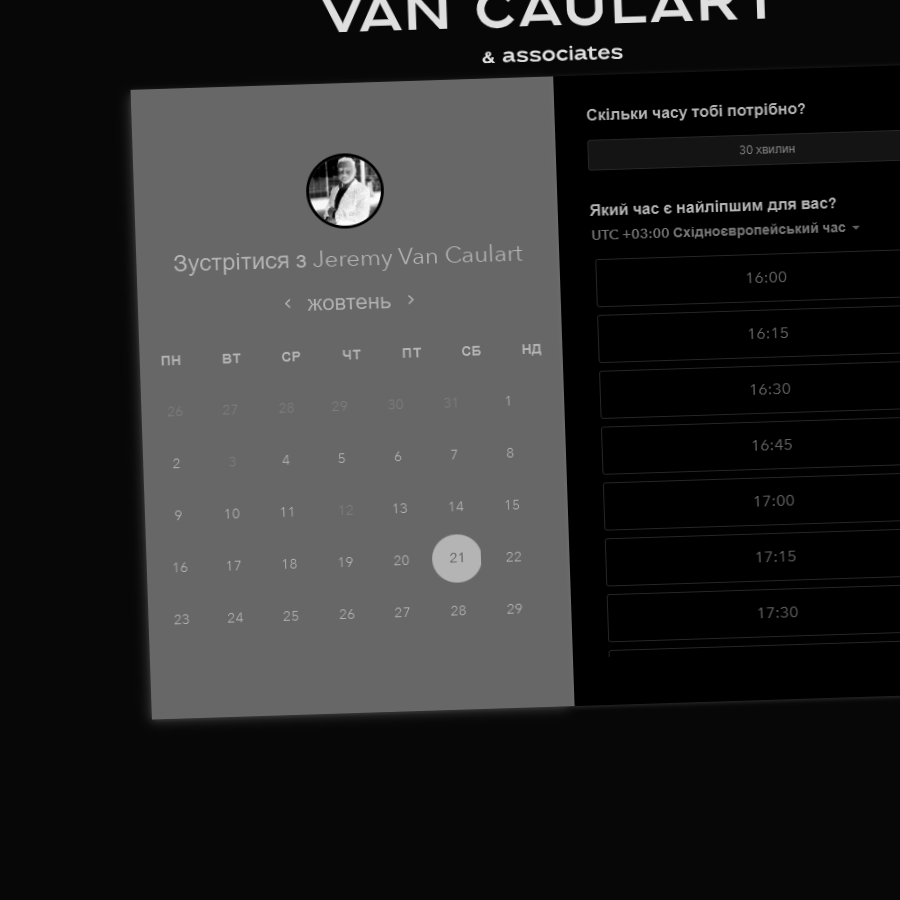 VAN CAULART
& associates
Зустрітися з Jeremy Van Caulart
жовтень
ПН ВТ СР ЧТ ПТ СБ НД
26 27 28 29 30 31 1
2 3 4 5 6 7 8
9 10 11 12 13 14 15
16 17 18 19 20 21 22
23 24 25 26 27 28 29
Скільки часу тобі потрібно?
30 хвилин
Який час є найліпшим для вас?
UTC +03:00 Східноєвропейський час
16:00
16:15
16:30
16:45
17:00
17:15
17:30